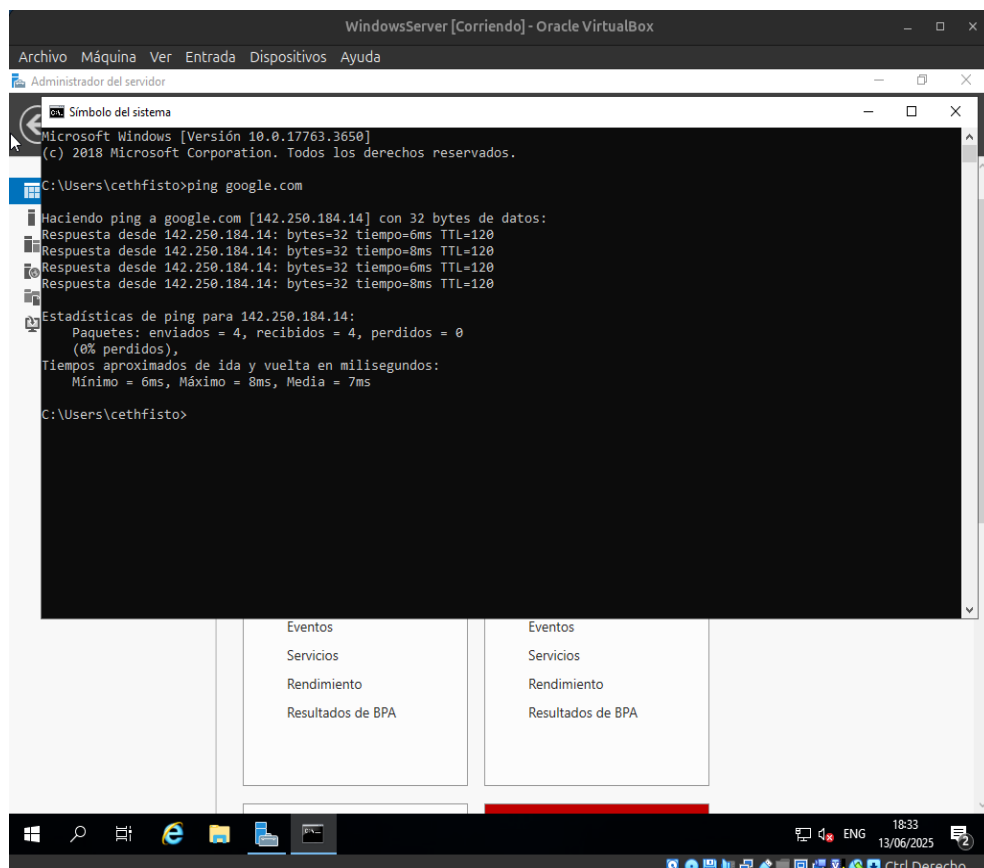 WindowsServer [Corriendo] - Oracle VirtualBox
Archivo Máquina Ver Entrada Dispositivos Ayuda
Administrador del servidor
Símbolo del sistema
Microsoft Windows [Versión 10.0.17763.3650]
(c) 2018 Microsoft Corporation. Todos los derechos reservados.
C:\Users\cethfisto>ping google.com
Haciendo ping a google.com [142.250.184.14] con 32 bytes de datos:
Respuesta desde 142.250.184.14: bytes=32 tiempo=6ms TTL=120
Respuesta desde 142.250.184.14: bytes=32 tiempo=8ms TTL=120
Respuesta desde 142.250.184.14: bytes=32 tiempo=6ms TTL=120
Respuesta desde 142.250.184.14: bytes=32 tiempo=8ms TTL=120
Estadísticas de ping para 142.250.184.14:
Paquetes: enviados = 4, recibidos = 4, perdidos = 0
(0% perdidos),
Tiempos aproximados de ida y vuelta en milisegundos:
Mínimo = 6ms, Máximo = 8ms, Media = 7ms
C:\Users\cethfisto>
Eventos Eventos
Servicios Servicios
Rendimiento Rendimiento
Resultados de BPA Resultados de BPA
ENG 18:33
13/06/2025 2
Ctrl Derecho